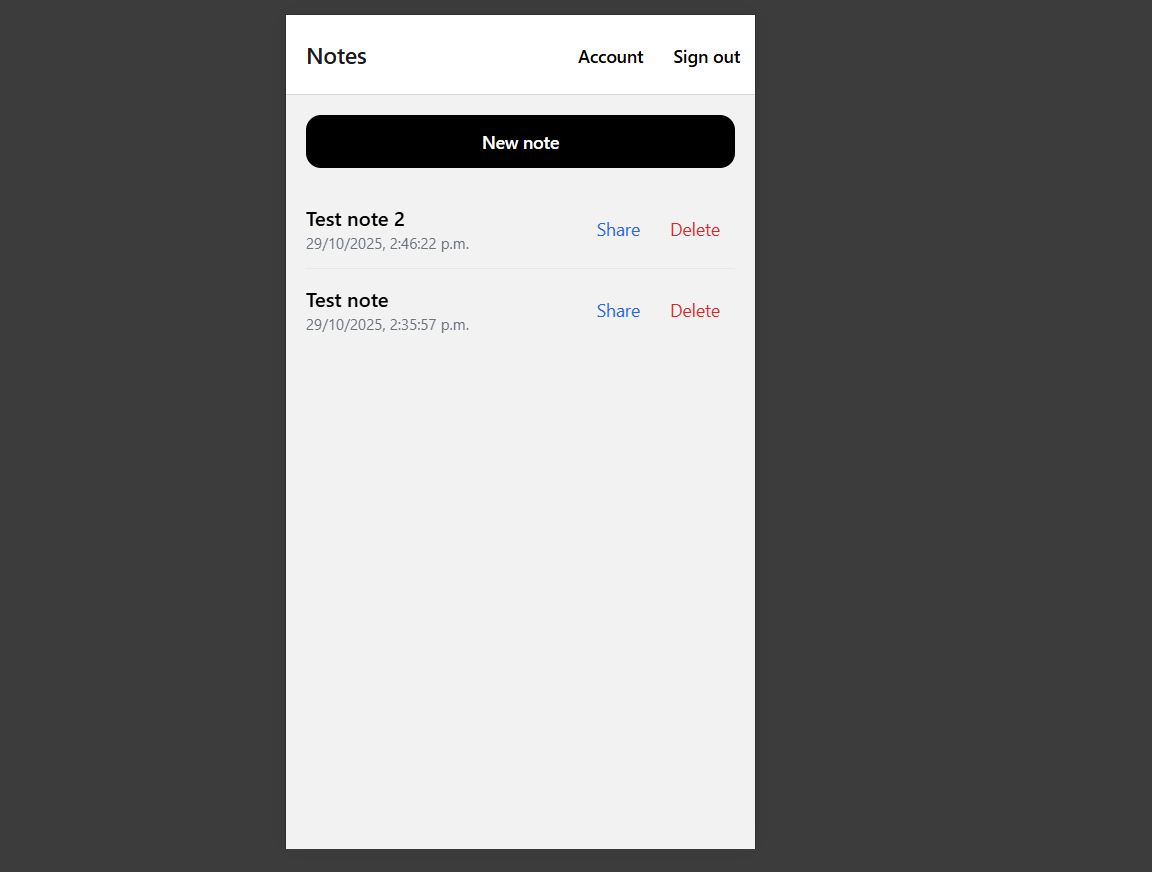 Notes Account Sign out
New note
Test note 2
29/10/2025, 2:46:22 p.m.
Share Delete
Test note
29/10/2025, 2:35:57 p.m.
Share Delete